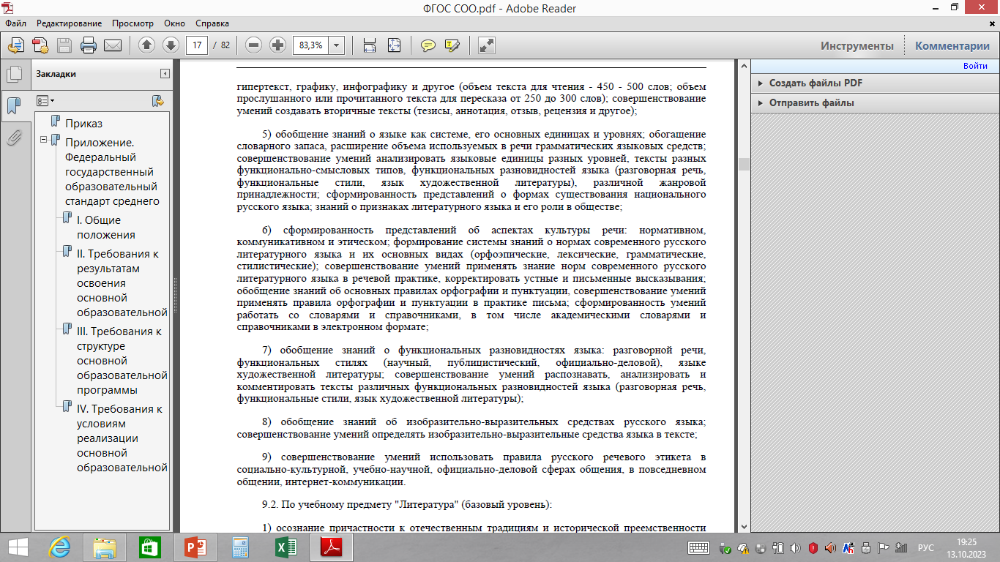 ФГОС СОО.pdf - Adobe Reader
Файл Редактирование Просмотр Окно Справка
17 / 82 83,3% Инструменты Комментарии
Войти
Закладки
Приказ
Приложение.
Федеральный
государственный
образовательный
стандарт среднего
I. Общие
положения
II. Требования к
результатам
освоения
основной
образовательной
III. Требования к
структуре
основной
образовательной
программы
IV. Требования к
условиям
реализации
основной
образовательной
гипертекст, графику, инфографику и другое (объем текста для чтения - 450 - 500 слов; объем
прослушанного или прочитанного текста для пересказа от 250 до 300 слов); совершенствование
умений создавать вторичные тексты (тезисы, аннотация, отзыв, рецензия и другое);
5) обобщение знаний о языке как системе, его основных единицах и уровнях; обогащение
словарного запаса, расширение объема используемых в речи грамматических языковых средств;
совершенствование умений анализировать языковые единицы разных уровней, тексты разных
функционально-смысловых типов, функциональных разновидностей языка (разговорная речь,
функциональные стили, язык художественной литературы), различной жанровой
принадлежности; сформированность представлений о формах существования национального
русского языка; знаний о признаках литературного языка и его роли в обществе;
6) сформированность представлений об аспектах культуры речи: нормативном,
коммуникативном и этическом; формирование системы знаний о нормах современного русского
литературного языка и их основных видах (орфоэпические, лексические, грамматические,
стилистические); совершенствование умений применять знание норм современного русского
литературного языка в речевой практике, корректировать устные и письменные высказывания;
обобщение знаний об основных правилах орфографии и пунктуации, совершенствование умений
применять правила орфографии и пунктуации в практике письма; сформированность умений
работать со словарями и справочниками, в том числе академическими словарями и
справочниками в электронном формате;
7) обобщение знаний о функциональных разновидностях языка: разговорной речи,
функциональных стилях (научный, публицистический, официально-деловой), языке
художественной литературы; совершенствование умений распознавать, анализировать и
комментировать тексты различных функциональных разновидностей языка (разговорная речь,
функциональные стили, язык художественной литературы);
8) обобщение знаний об изобразительно-выразительных средствах русского языка;
совершенствование умений определять изобразительно-выразительные средства языка в тексте;
9) совершенствование умений использовать правила русского речевого этикета в
социально-культурной, учебно-научной, официально-деловой сферах общения, в повседневном
общении, интернет-коммуникации.
9.2. По учебному предмету "Литература" (базовый уровень):
1) осознание причастности к отечественным традициям и исторической преемственности
Создать файлы PDF
Отправить файлы
РУС
19:25
13.10.2023